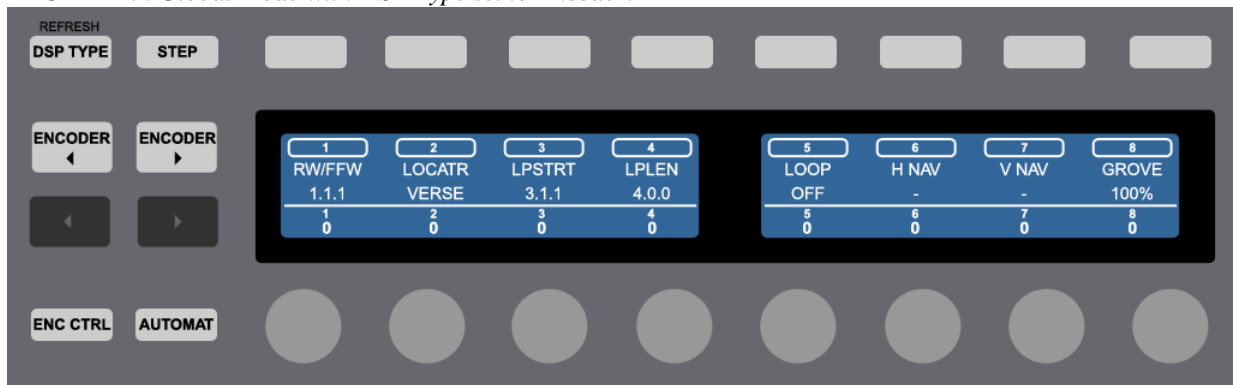 REFRESH
DSP TYPE STEP
ENCODER ENCODER
1 2 3 4 5 6 7 8
RW/FFW LOCATR LPSTRT LPLEN LOOP H NAV V NAV GROVE
1.1.1 VERSE 3.1.1 4.0.0 OFF - - 100%
1 2 3 4 5 6 7 8
0 0 0 0 0 0 0 0
ENC CTRL AUTOMAT